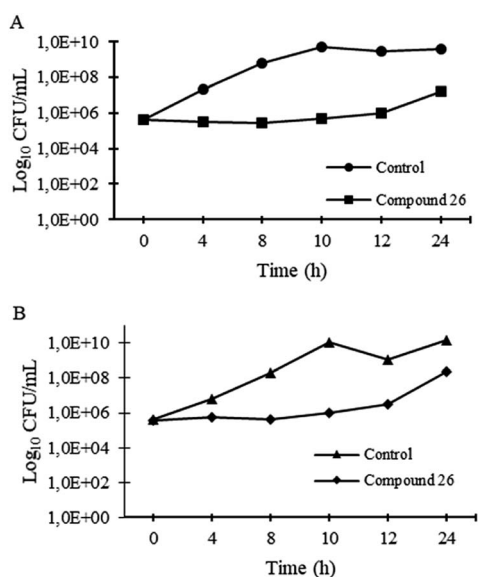 A
1,0E+10
1,0E+08
1,0E+06
1,0E+04
1,0E+02
1,0E+00
Log10 CFU/mL
Control
Compound 26
0 4 8 10 12 24
Time (h)
B
1,0E+10
1,0E+08
1,0E+06
1,0E+04
1,0E+02
1,0E+00
Log10 CFU/mL
Control
Compound 26
0 4 8 10 12 24
Time (h)